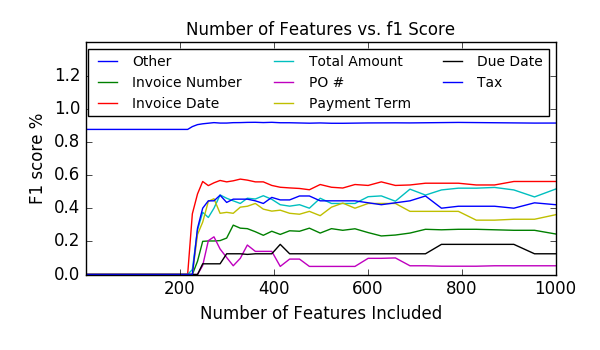 Number of Features vs. f1 Score
Other Total Amount Due Date
Invoice Number PO # Tax
Invoice Date Payment Term
1.2
1.0
0.8
0.6
0.4
0.2
0.0
F1 score %
200 400 600 800 1000
Number of Features Included